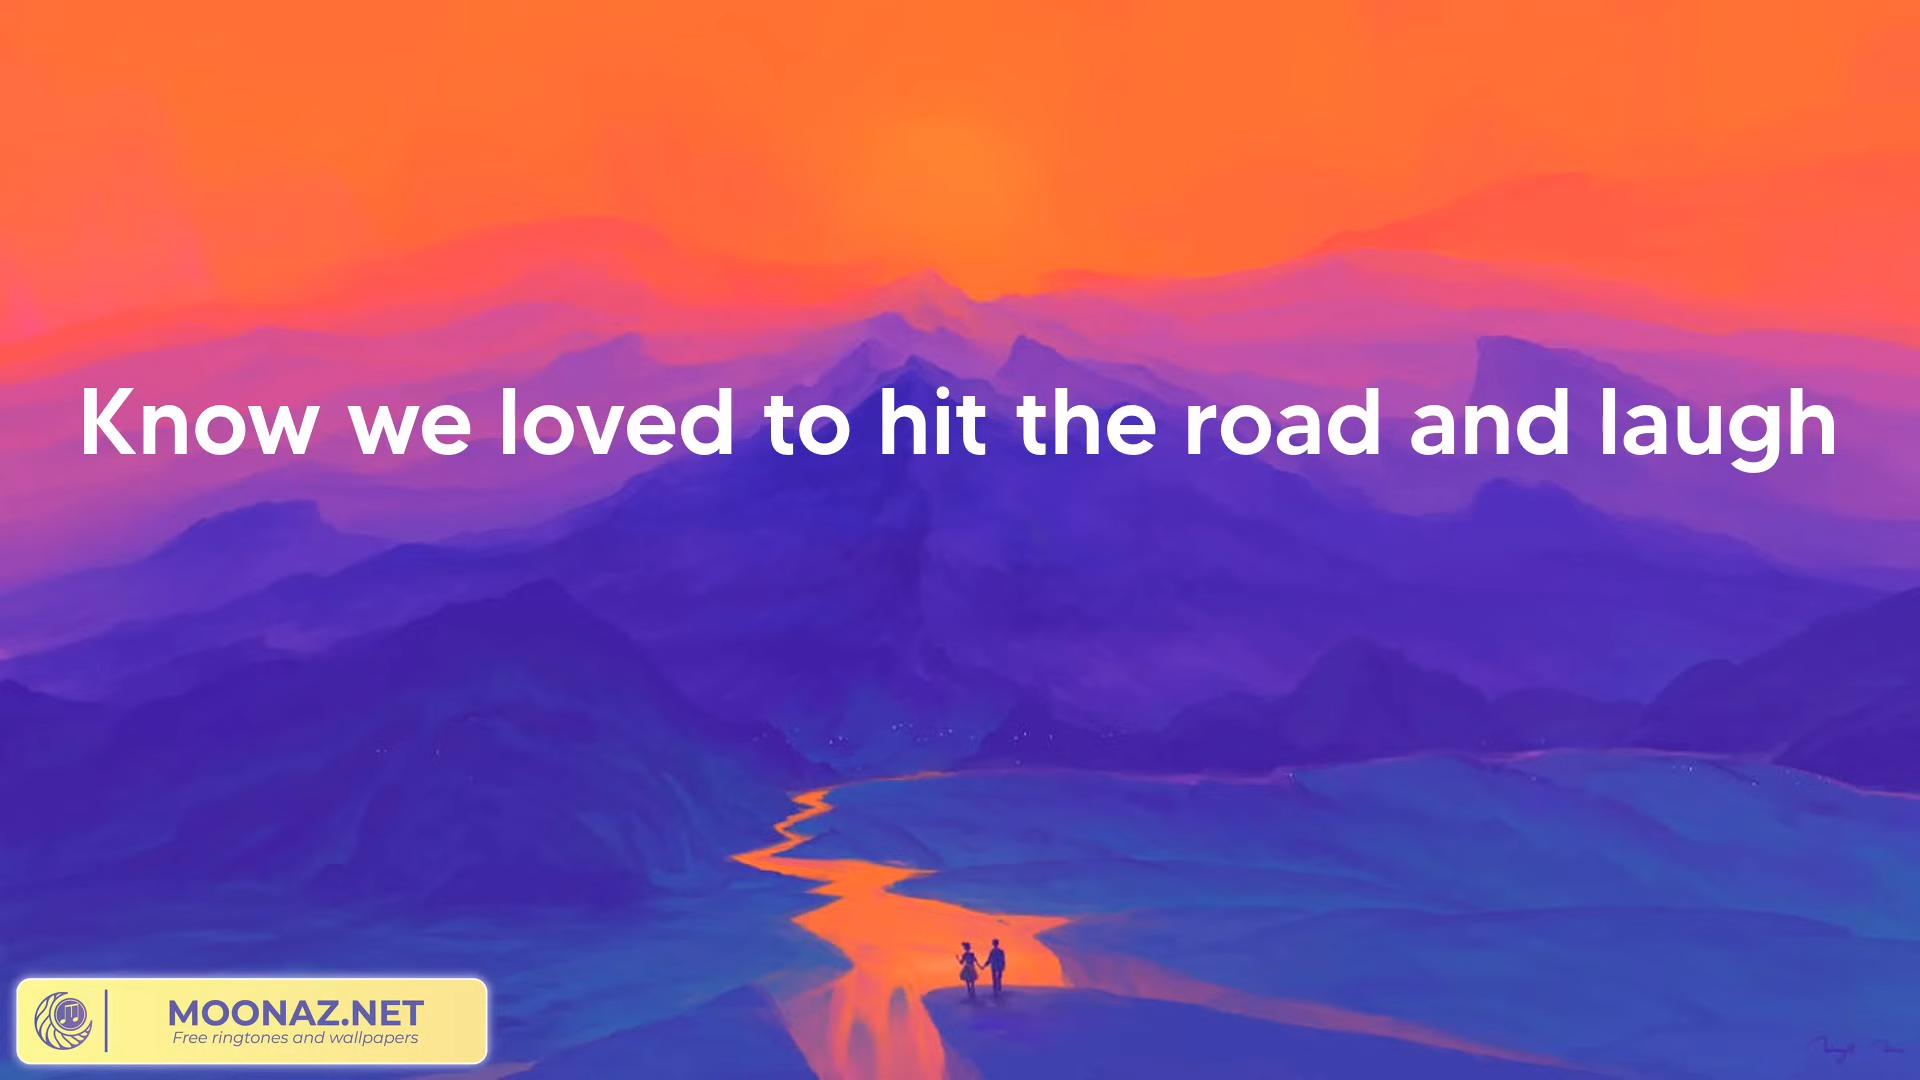 Know we loved to hit the road and laugh
MOONAZ.NET
Free ringtones and wallpapers